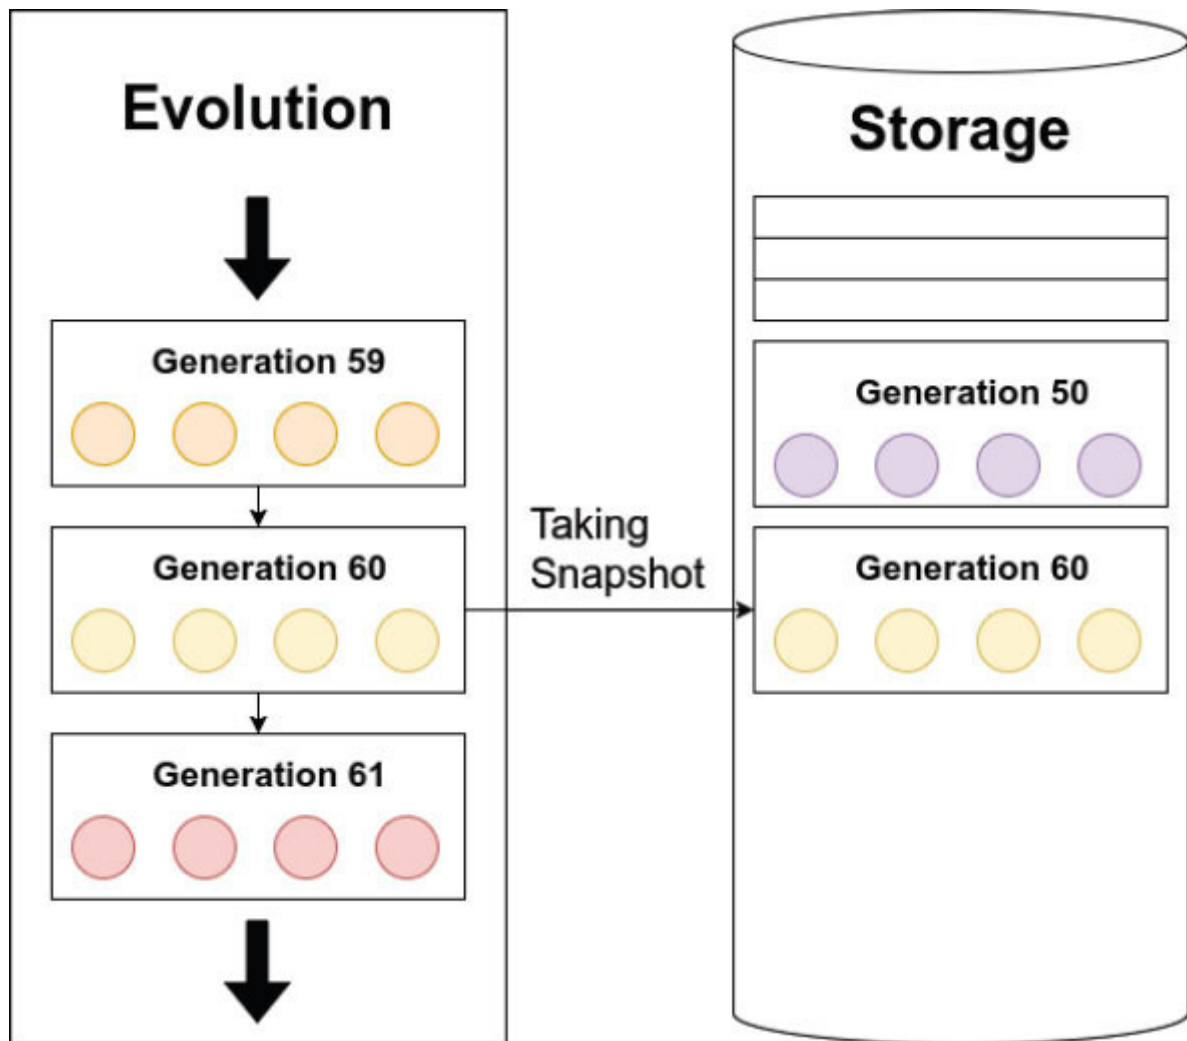 Evolution
Generation 59
Generation 60
Generation 61
Taking
Snapshot
Storage
Generation 50
Generation 60